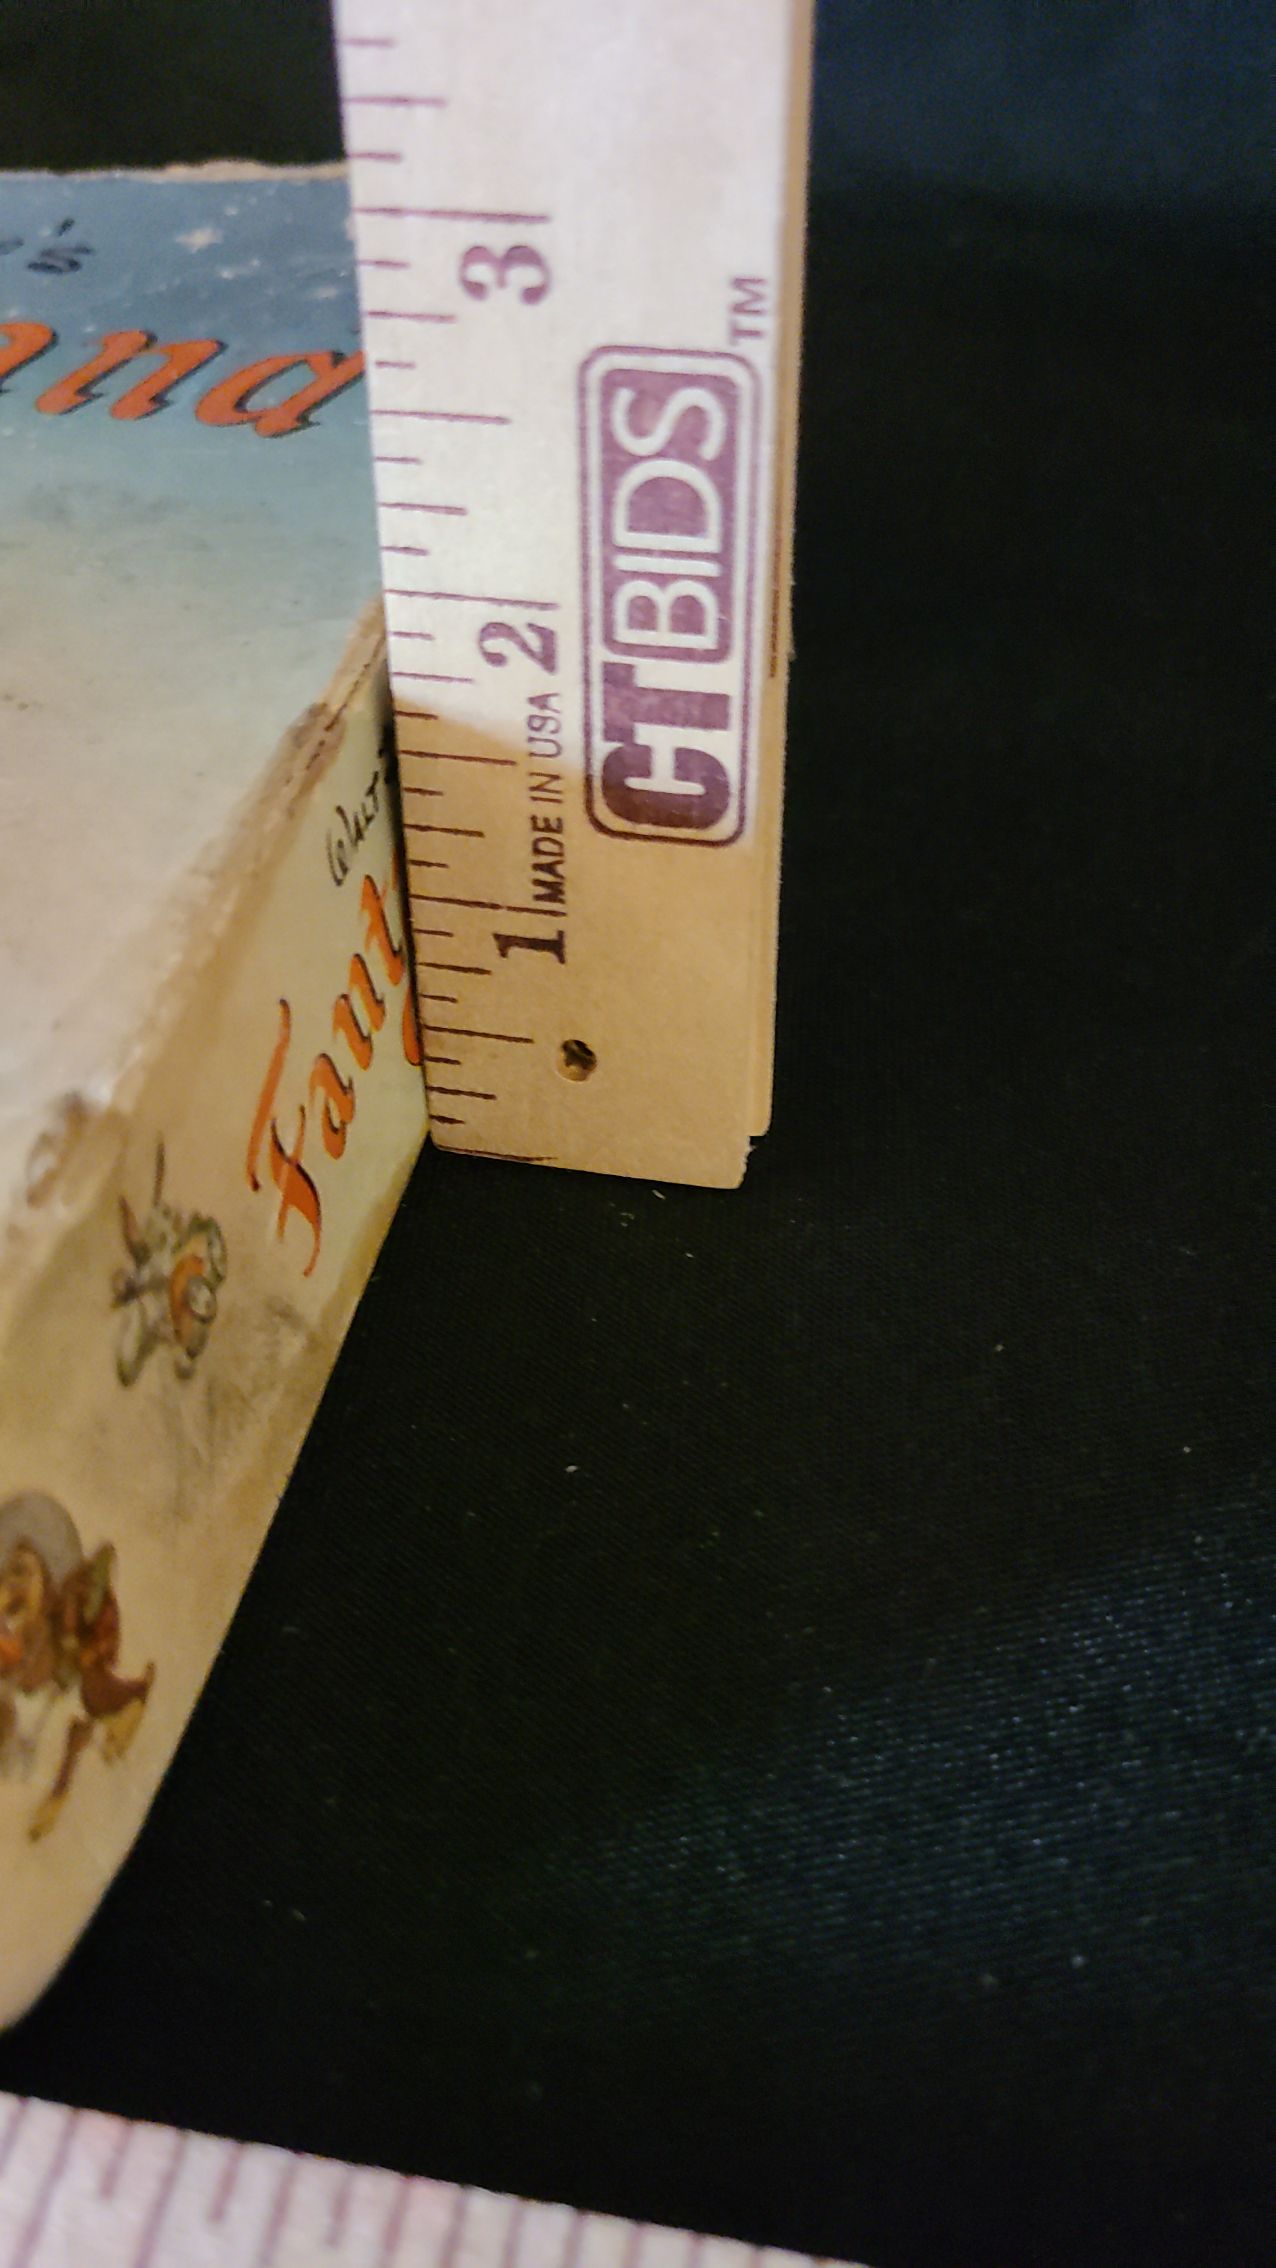 's
and
3
TM
CTBIDS
2
MADE IN USA
1
Walt
Fant